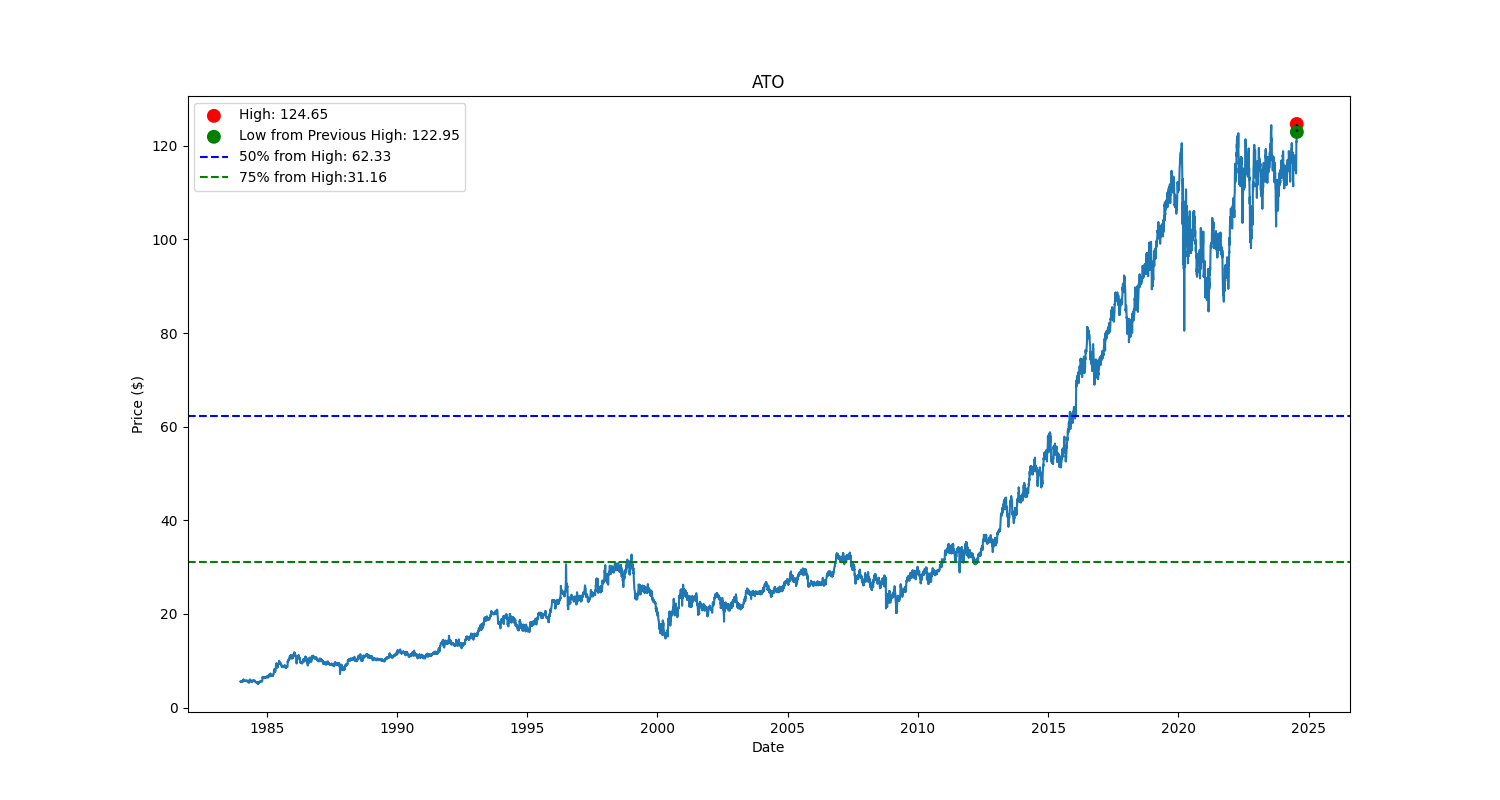 ATO
High: 124.65
Low from Previous High: 122.95
50% from High: 62.33
75% from High:31.16
Price ($)
120
100
80
60
40
20
0
1985 1990 1995 2000 2005 2010 2015 2020 2025
Date